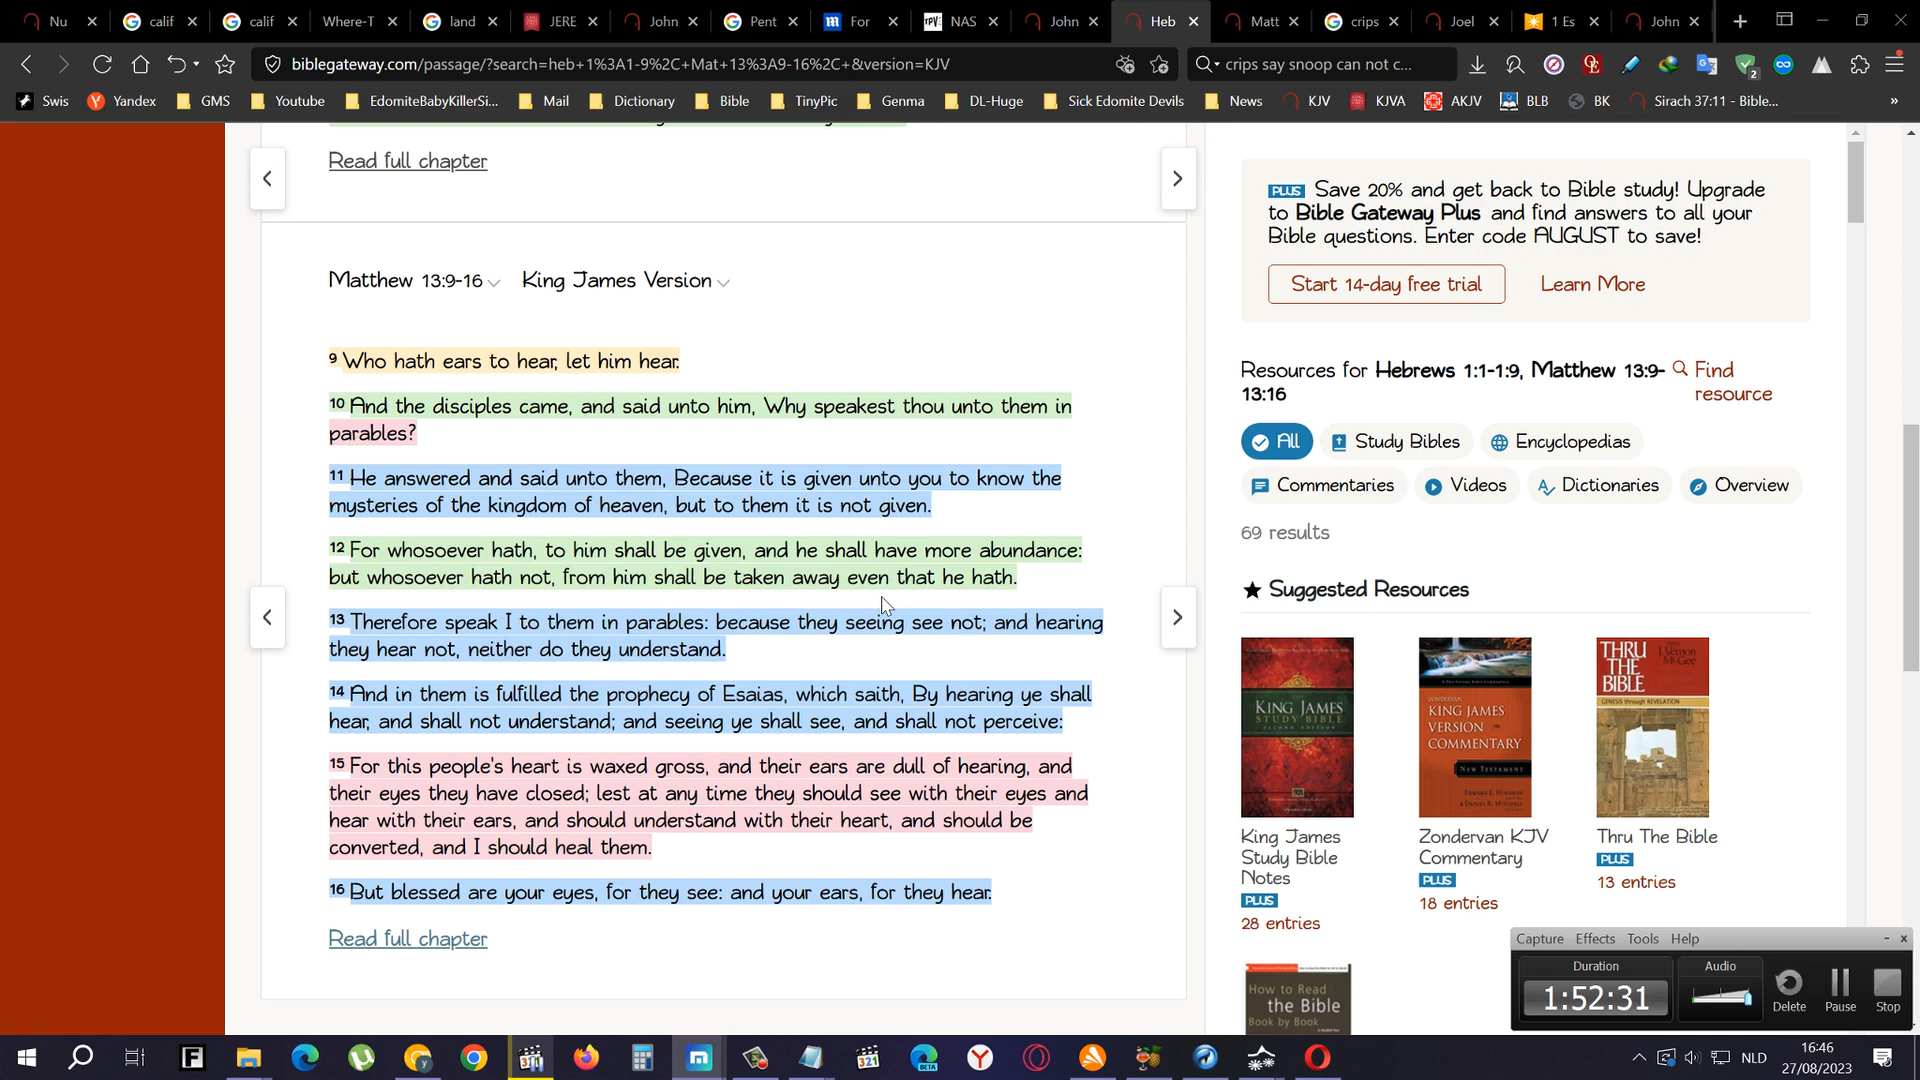 Nu
calif
calif
Where-T
land
JERE
John
Pent
For
NAS
John
Heb
Matt
crips
Joel
1 Es
John
biblegateway.com/passage/?search=heb+1%3A1-9%2C+Mat+13%3A9-16%2C+&version=KJV
crips say snoop can not c...
Swis
Yandex
GMS
Youtube
EdomiteBabyKillerSi...
Mail
Dictionary
Bible
TinyPic
Genma
DL-Huge
Sick Edomite Devils
News
KJV
KJVA
AKJV
BLB
BK
Sirach 37:11 - Bible...
Read full chapter
Matthew 13:9-16 King James Version
9 Who hath ears to hear, let him hear.
10 And the disciples came, and said unto him, Why speakest thou unto them in
parables?
11 He answered and said unto them, Because it is given unto you to know the
mysteries of the kingdom of heaven, but to them it is not given.
12 For whosoever hath, to him shall be given, and he shall have more abundance:
but whosoever hath not, from him shall be taken away even that he hath.
13 Therefore speak I to them in parables: because they seeing see not; and hearing
they hear not, neither do they understand.
14 And in them is fulfilled the prophecy of Esaias, which saith, By hearing ye shall
hear, and shall not understand; and seeing ye shall see, and shall not perceive:
15 For this people's heart is waxed gross, and their ears are dull of hearing, and
their eyes they have closed; lest at any time they should see with their eyes and
hear with their ears, and should understand with their heart, and should be
converted, and I should heal them.
16 But blessed are your eyes, for they see: and your ears, for they hear.
Read full chapter
PLUS Save 20% and get back to Bible study! Upgrade
to Bible Gateway Plus and find answers to all your
Bible questions. Enter code AUGUST to save!
Start 14-day free trial
Learn More
Resources for Hebrews 1:1-1:9, Matthew 13:9-
13:16
Find
resource
All
Study Bibles
Encyclopedias
Commentaries
Videos
Dictionaries
Overview
69 results
Suggested Resources
KING JAMES
STUDY BIBLE
SECOND EDITION
King James
Study Bible
Notes
PLUS
28 entries
ZONDERVAN
KING JAMES
VERSION
COMMENTARY
NEW TESTAMENT
Zondervan KJV
Commentary
PLUS
18 entries
THRU
THE
BIBLE
J. Vernon
McGee
GENESIS through REVELATION
Thru The Bible
PLUS
13 entries
How to Read
the Bible
Book by Book
Capture Effects Tools Help
Duration
1:52:31
Audio
Delete
Pause
Stop
321
BETA
NLD
16:46
27/08/2023